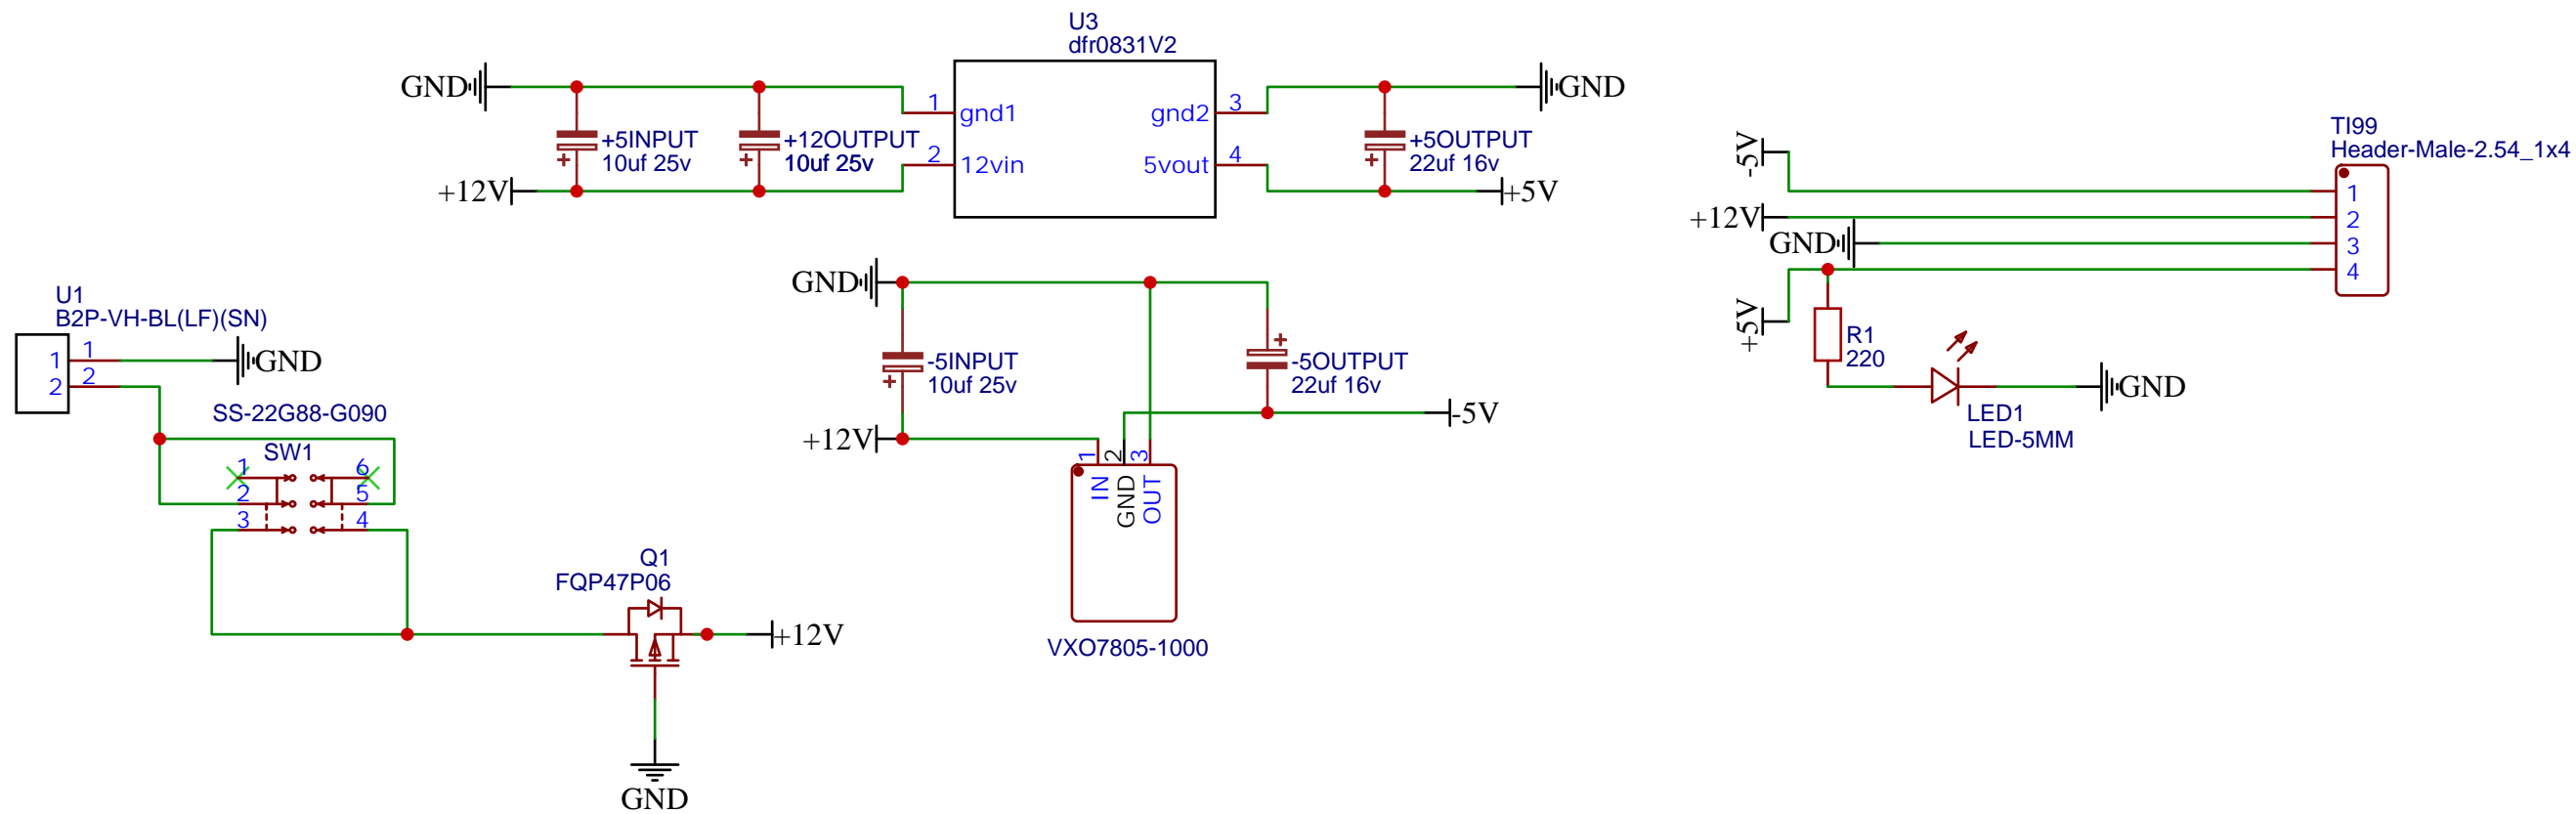 U3
dfr0831V2
GND
1
gnd1
gnd2
3
GND
+5INPUT
10uf 25v
+12OUTPUT
10uf 25v
2
12vin
5vout
4
+5OUTPUT
22uf 16v
+12V
+5V
TI99
Header-Male-2.54_1x4
-5V
1
+12V
2
GND
3
4
+5V
R1
220
LED1
LED-5MM
GND
GND
-5INPUT
10uf 25v
-5OUTPUT
22uf 16v
+12V
-5V
1
2
3
IN
GND
OUT
VXO7805-1000
U1
B2P-VH-BL(LF)(SN)
1
1
GND
2
2
SS-22G88-G090
SW1
1
6
2
5
3
4
Q1
FQP47P06
+12V
GND